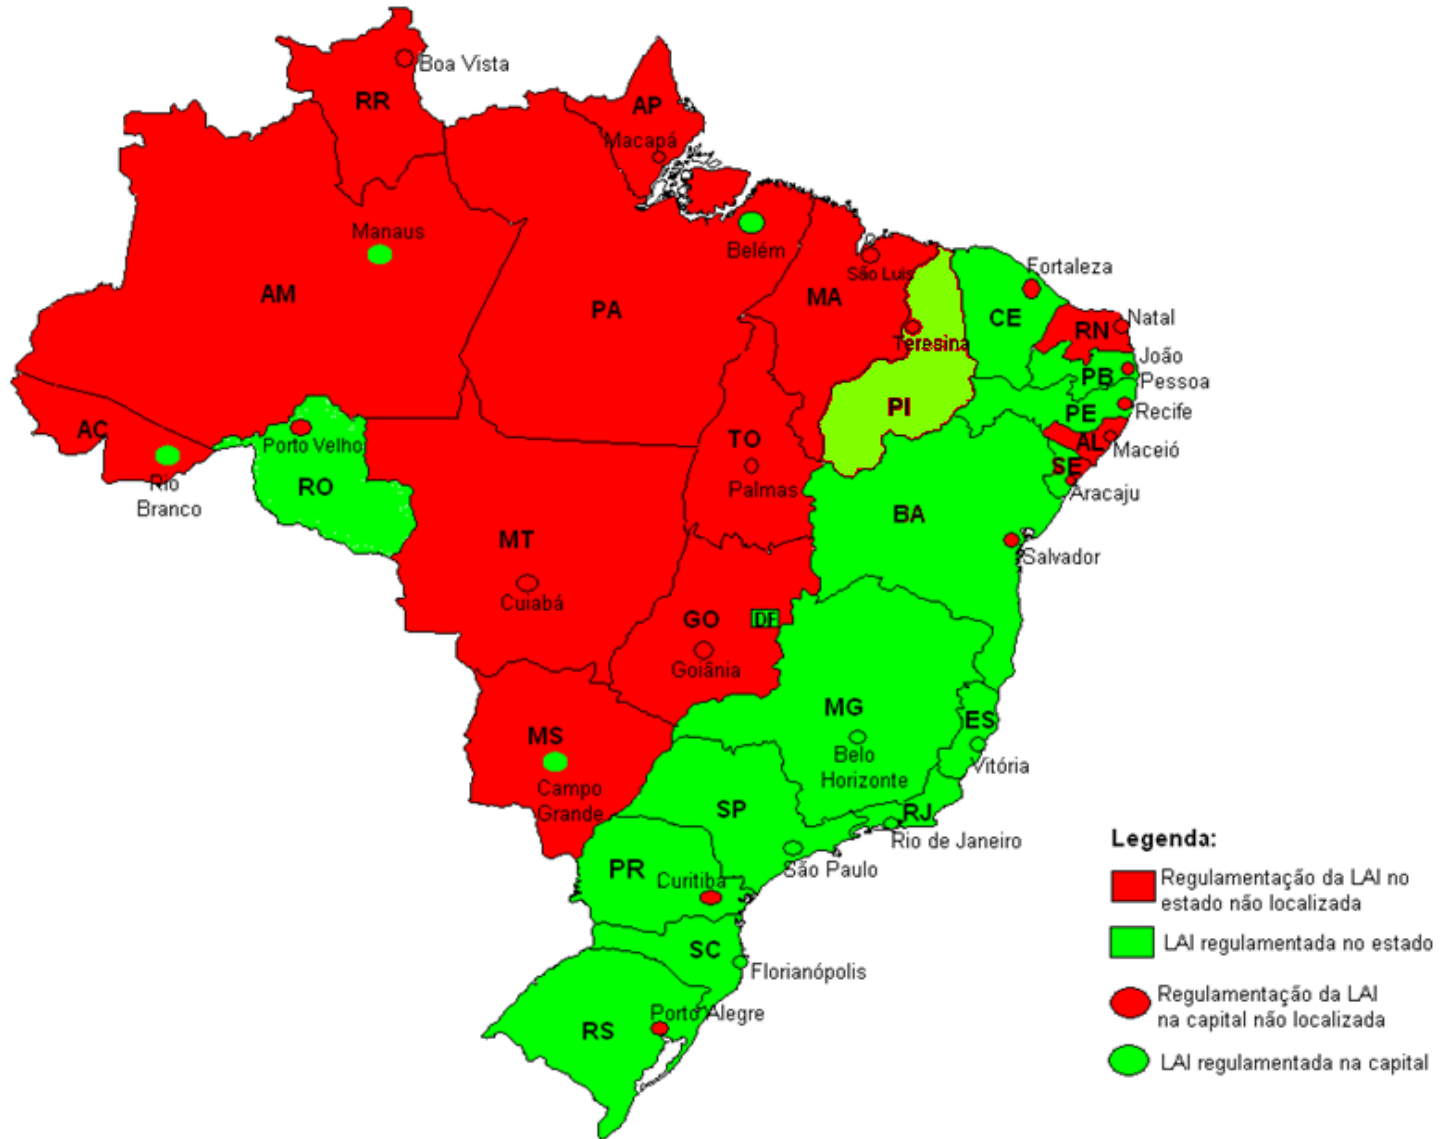 Boa Vista
RR
AP
Macapá
Manaus
Belém
AM
PA
São Luis
MA
Teresina
Fortaleza
CE
Natal
RN
João
Pessoa
PB
Recife
PE
PI
AL
Maceió
SE
Aracaju
AC
Porto Velho
Rio
Branco
RO
TO
Palmas
BA
Salvador
MT
Cuiabá
GO
DF
Goiânia
MG
Belo
Horizonte
ES
Vitória
MS
Campo
Grande
SP
RJ
Rio de Janeiro
São Paulo
PR
Curitiba
SC
Florianópolis
RS
Porto Alegre
Legenda:
Regulamentação da LAI no
estado não localizada
LAI regulamentada no estado
Regulamentação da LAI
na capital não localizada
LAI regulamentada na capital